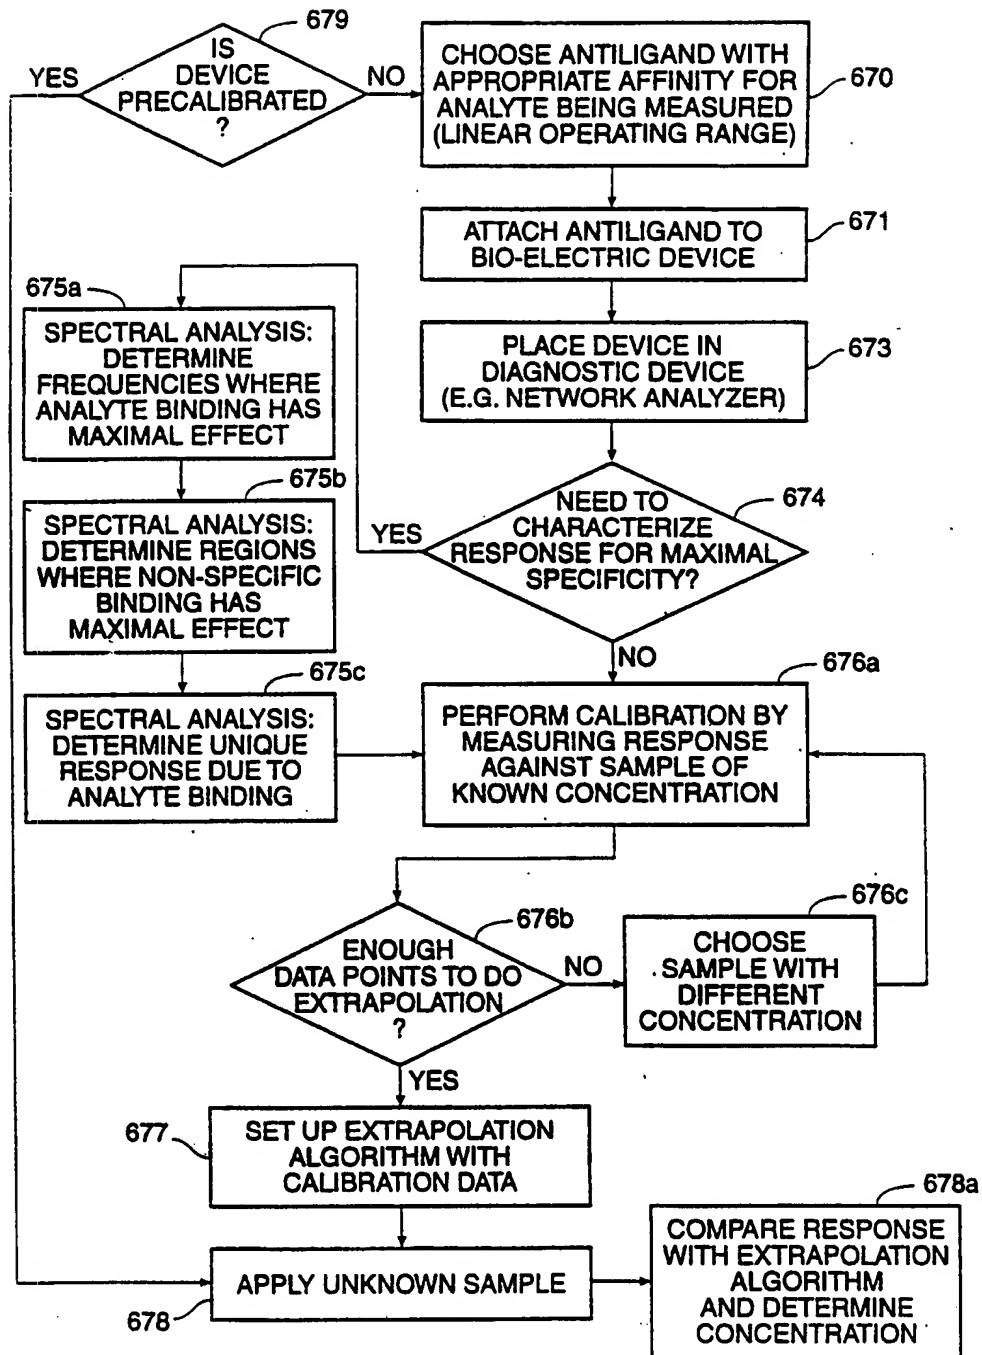 679
IS
DEVICE
PRECALIBRATED
?
YES
NO
CHOOSE ANTILIGAND WITH
APPROPRIATE AFFINITY FOR
ANALYTE BEING MEASURED
(LINEAR OPERATING RANGE)
670
ATTACH ANTILIGAND TO
BIO-ELECTRIC DEVICE
671
PLACE DEVICE IN
DIAGNOSTIC DEVICE
(E.G. NETWORK ANALYZER)
673
NEED TO
CHARACTERIZE
RESPONSE FOR MAXIMAL
SPECIFICITY?
674
YES
NO
675a
SPECTRAL ANALYSIS:
DETERMINE
FREQUENCIES WHERE
ANALYTE BINDING HAS
MAXIMAL EFFECT
675b
SPECTRAL ANALYSIS:
DETERMINE REGIONS
WHERE NON-SPECIFIC
BINDING HAS
MAXIMAL EFFECT
675c
SPECTRAL ANALYSIS:
DETERMINE UNIQUE
RESPONSE DUE TO
ANALYTE BINDING
676a
PERFORM CALIBRATION BY
MEASURING RESPONSE
AGAINST SAMPLE OF
KNOWN CONCENTRATION
676b
ENOUGH
DATA POINTS TO DO
EXTRAPOLATION
?
NO
YES
676c
CHOOSE
SAMPLE WITH
DIFFERENT
CONCENTRATION
677
SET UP EXTRAPOLATION
ALGORITHM WITH
CALIBRATION DATA
APPLY UNKNOWN SAMPLE
678
678a
COMPARE RESPONSE
WITH EXTRAPOLATION
ALGORITHM
AND DETERMINE
CONCENTRATION